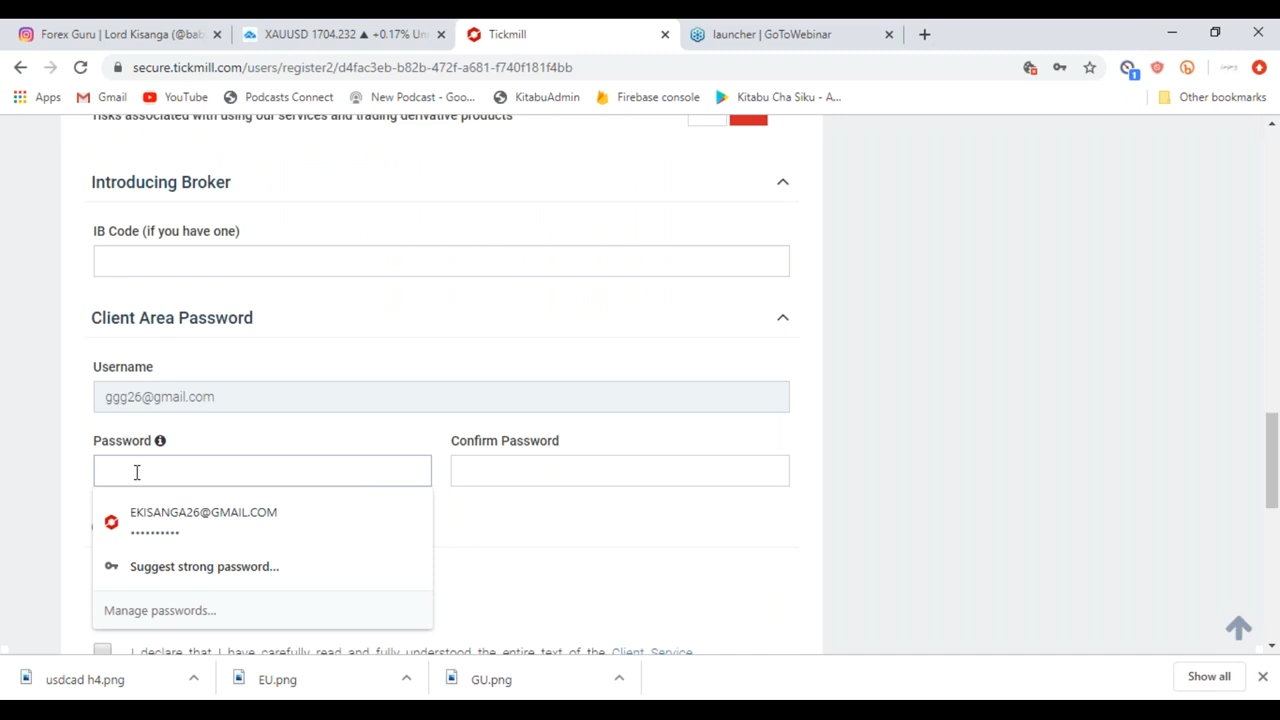 Forex Guru | Lord Kisanga (@bab
XAUUSD 1704.232 ▲ +0.17% Un
Tickmill
launcher | GoToWebinar
secure.tickmill.com/users/register2/d4fac3eb-b82b-472f-a681-f740f181f4bb
1
Apps
Gmail
YouTube
Podcasts Connect
New Podcast - Goo...
KitabuAdmin
Firebase console
Kitabu Cha Siku - A...
Other bookmarks
risks associated with using our services and trading derivative products
Introducing Broker
IB Code (if you have one)
Client Area Password
Username
ggg26@gmail.com
Password
Confirm Password
EKISANGA26@GMAIL.COM
••••••••••
Suggest strong password...
Manage passwords...
I declare that I have carefully read and fully understood the entire text of the Client Service
usdcad h4.png
EU.png
GU.png
Show all